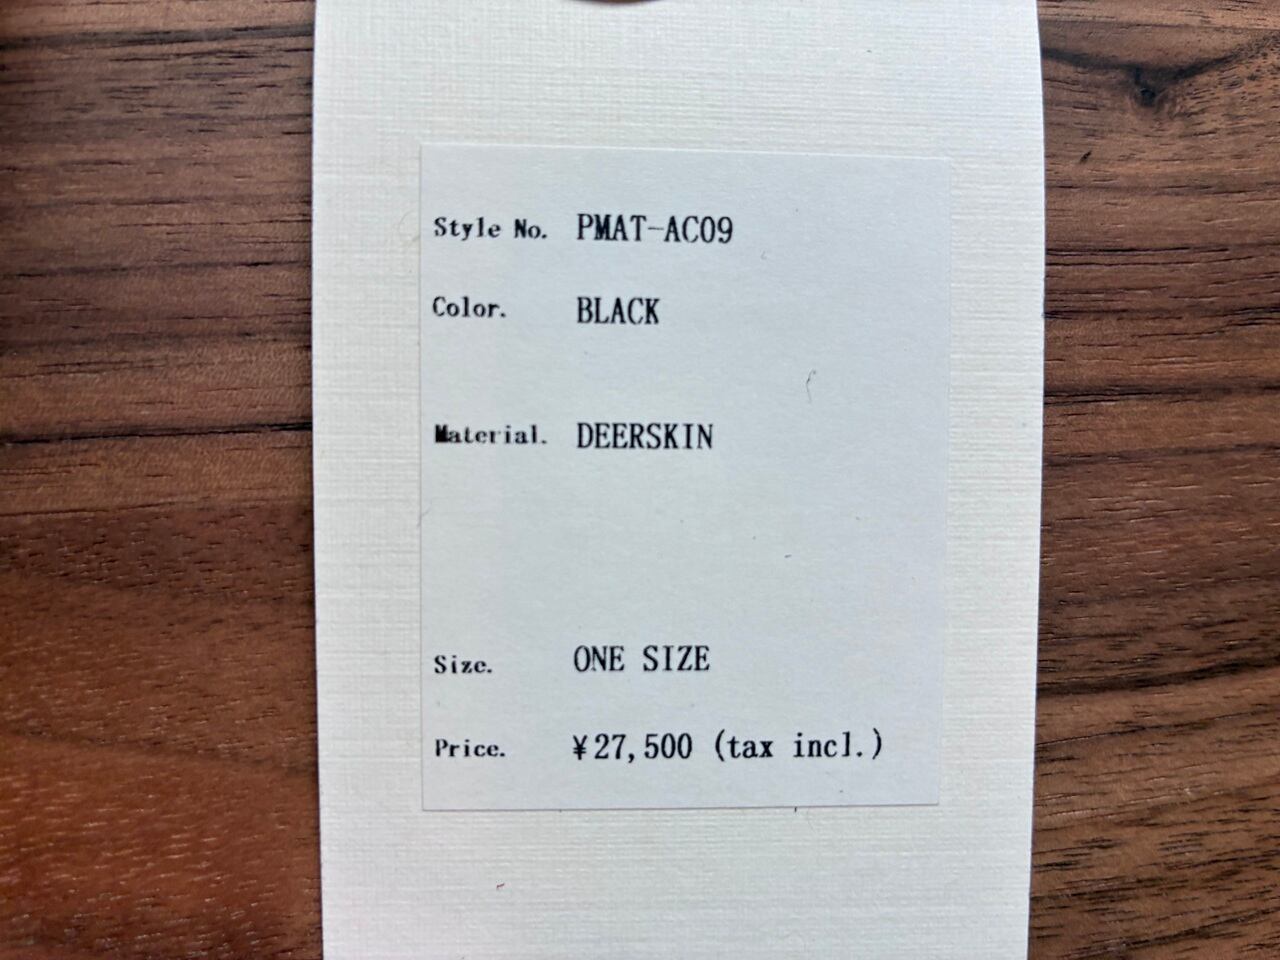 Style No. PMAT-AC09
Color. BLACK
Material. DEERSKIN
Size. ONE SIZE
Price. ¥27,500 (tax incl.)